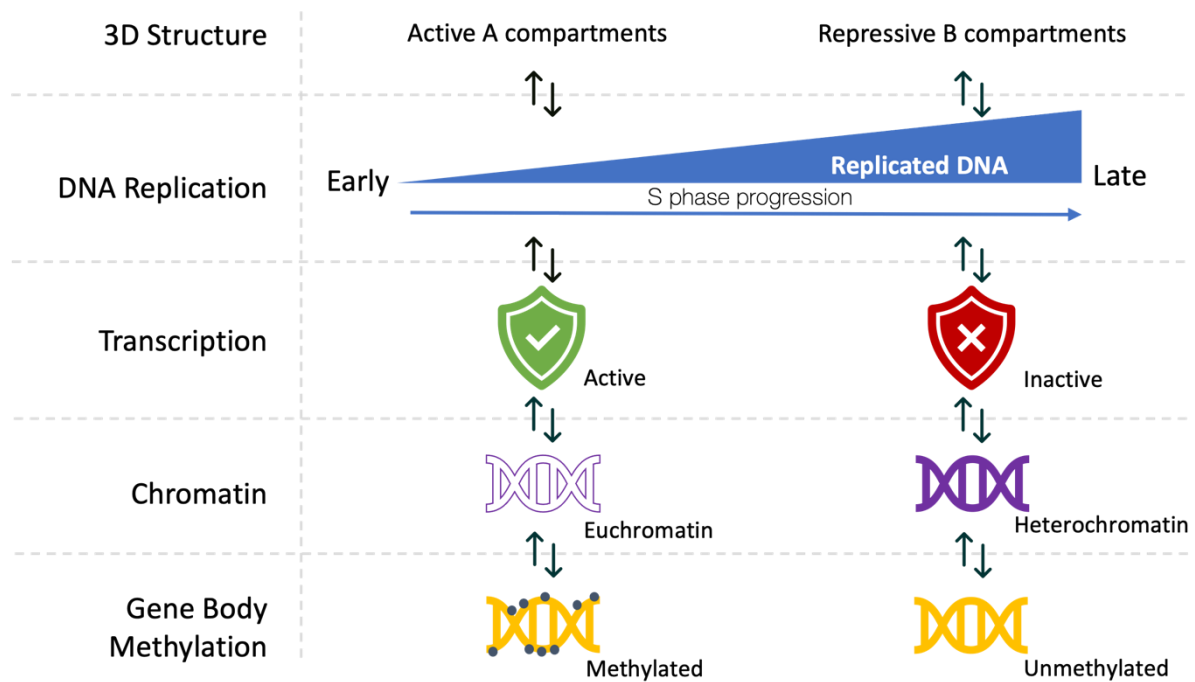 3D Structure
Active A compartments
Repressive B compartments
DNA Replication
Early
Replicated DNA
Late
S phase progression
Transcription
Active
Inactive
Chromatin
Euchromatin
Heterochromatin
Gene Body
Methylation
Methylated
Unmethylated